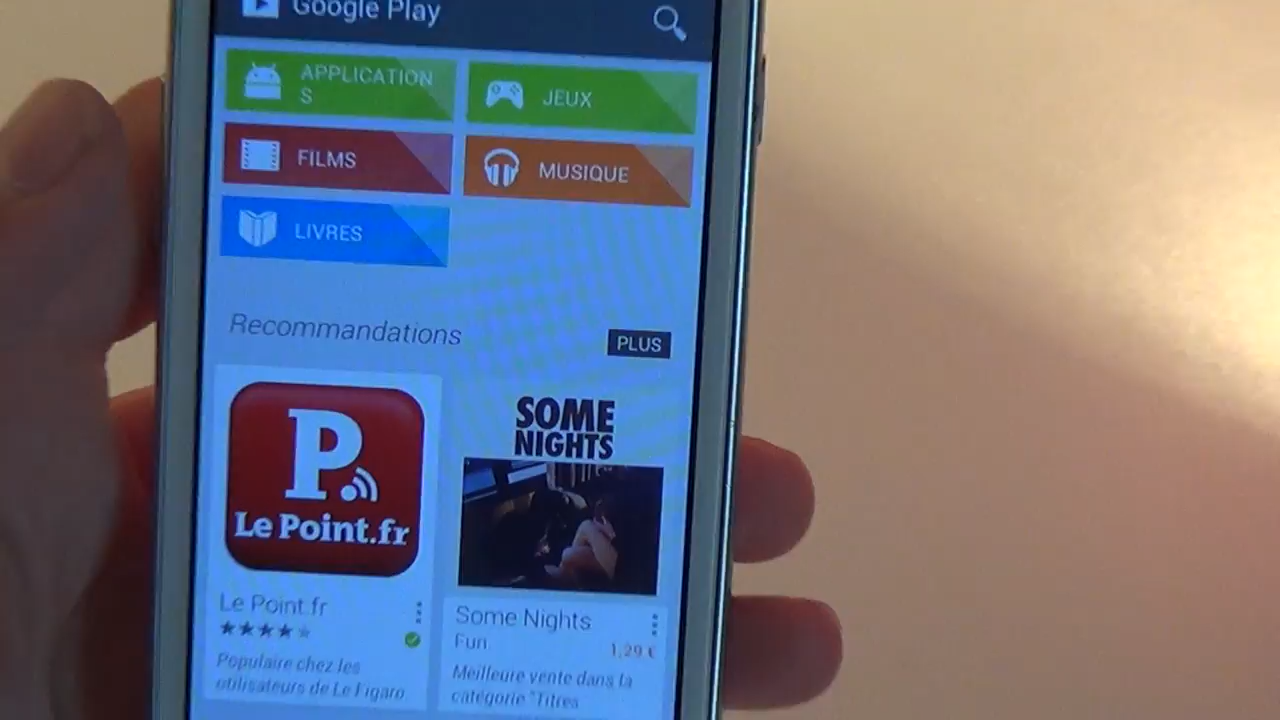 Google Play
APPLICATION
S
JEUX
FILMS
MUSIQUE
LIVRES
Recommandations
PLUS
P.
Le Point.fr
SOME
NIGHTS
Le Point.fr
Populaire chez les
utilisateurs de Le Figaro
Some Nights
Fun
1,29 €
Meilleure vente dans la
catégorie "Titres